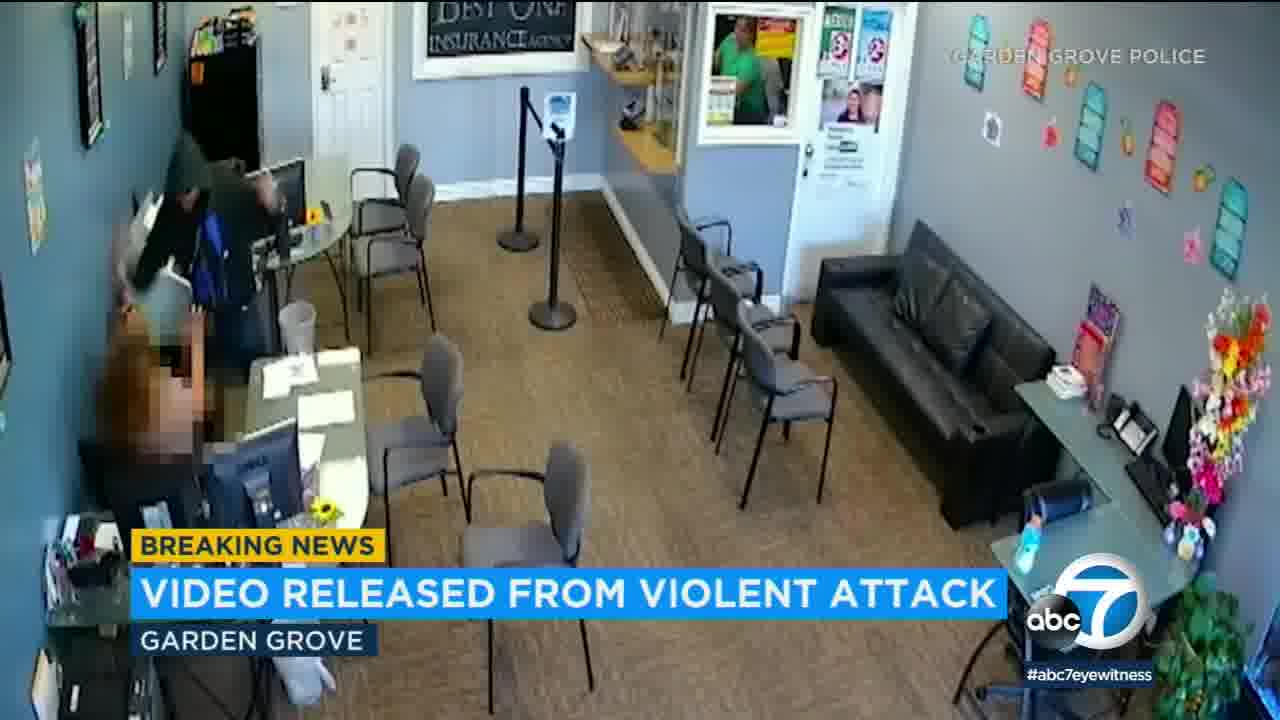 BEST ONE
INSURANCE AGENCY
GARDEN GROVE POLICE
DELL
BREAKING NEWS
VIDEO RELEASED FROM VIOLENT ATTACK
GARDEN GROVE
abc 7
#abc7eyewitness